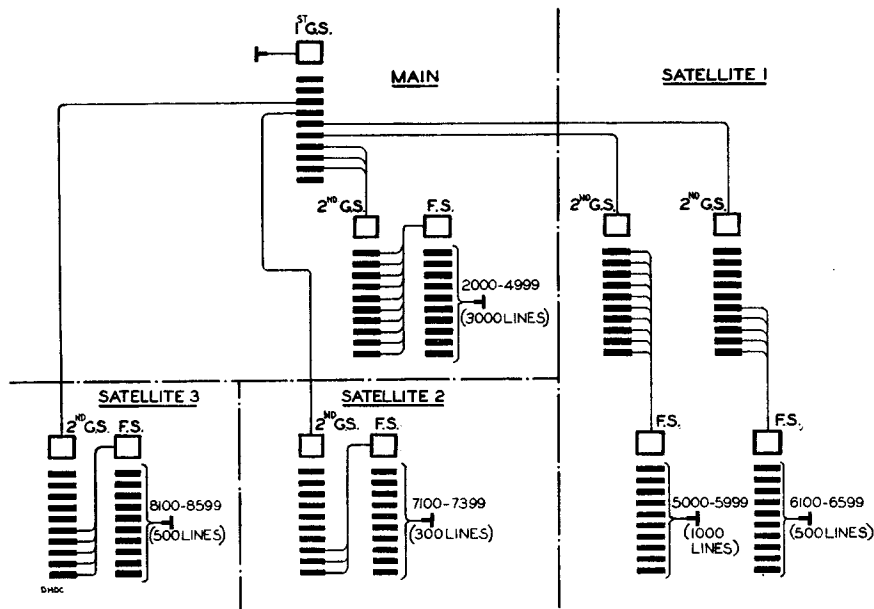 1ST G.S.
MAIN
SATELLITE 1
2ND G.S.
F.S.
2ND G.S.
2ND G.S.
2000-4999
(3000 LINES)
SATELLITE 3
SATELLITE 2
2ND G.S.
F.S.
2ND G.S.
F.S.
F.S.
F.S.
8100-8599
(500 LINES)
7100-7399
(300 LINES)
5000-5999
(1000
LINES)
6100-6599
(500 LINES)
DHDC